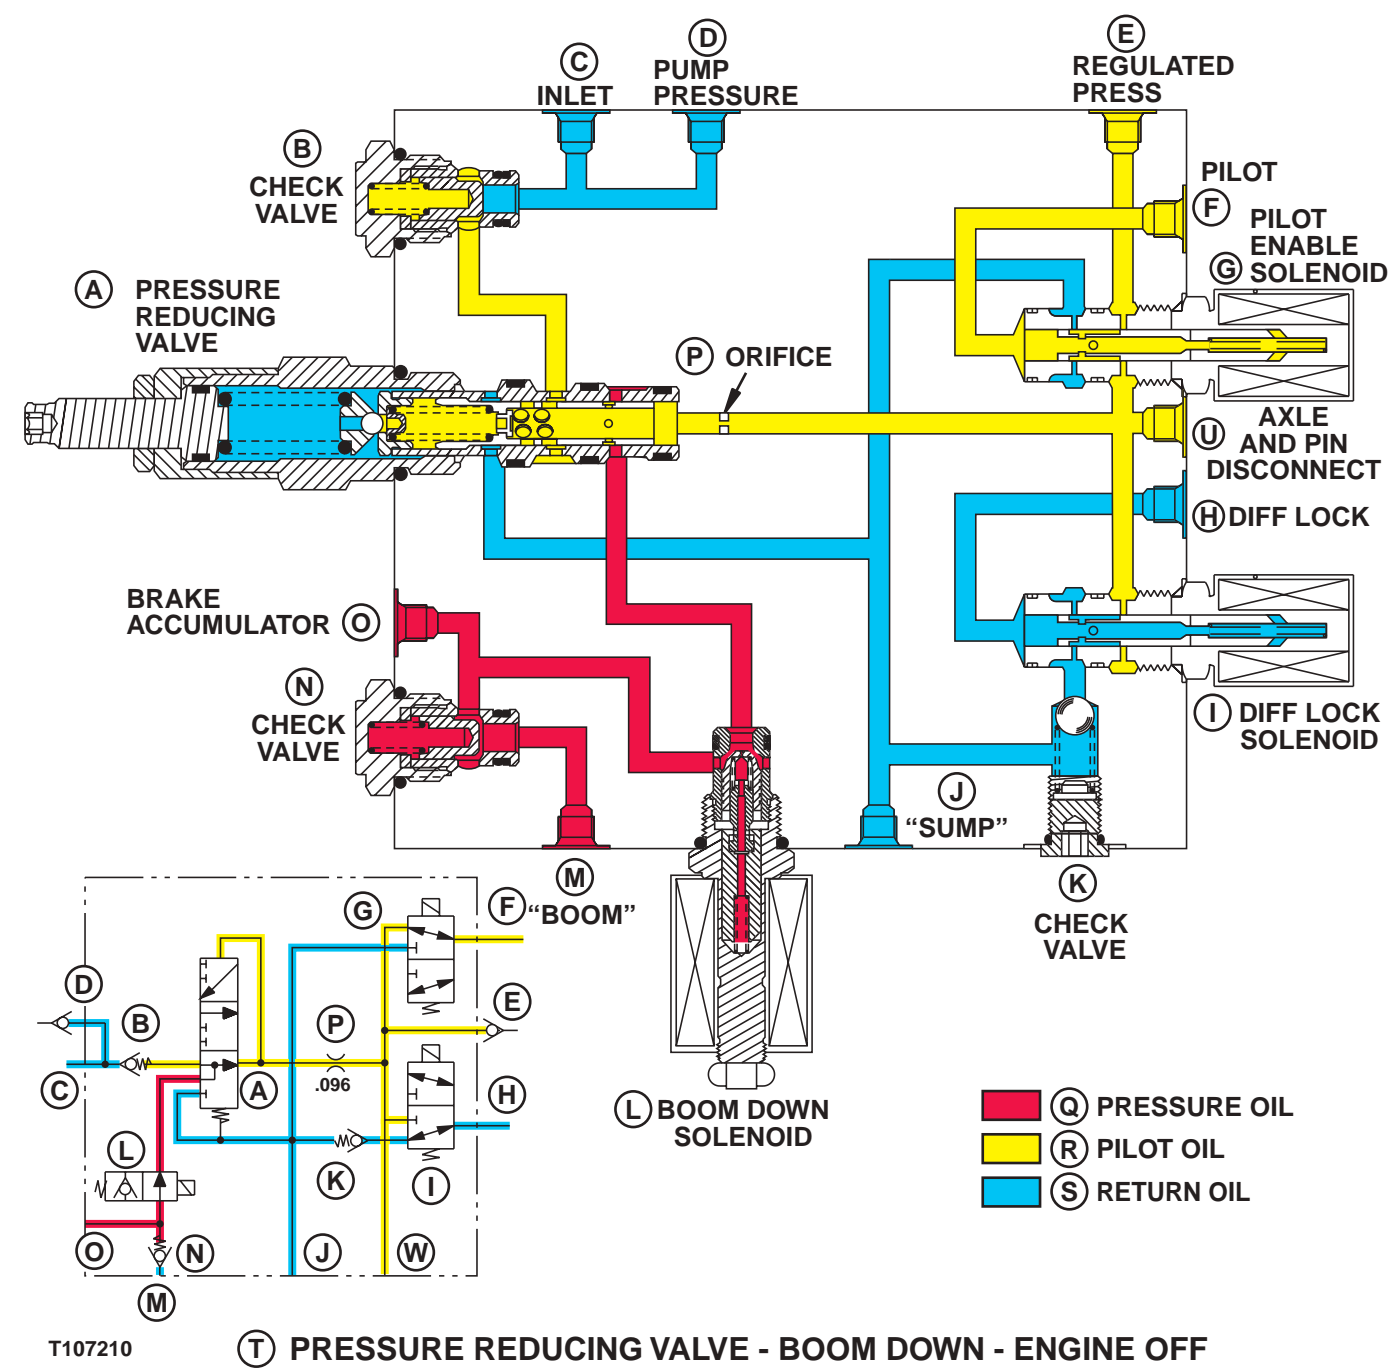 D
PUMP
PRESSURE
C
INLET
E
REGULATED
PRESS
B
CHECK
VALVE
PILOT
F
PILOT
ENABLE
G SOLENOID
A PRESSURE
REDUCING
VALVE
P ORIFICE
AXLE
U AND PIN
DISCONNECT
H DIFF LOCK
BRAKE
ACCUMULATOR O
N
CHECK
VALVE
I DIFF LOCK
SOLENOID
J
“SUMP”
M
“BOOM”
K
CHECK
VALVE
L BOOM DOWN
SOLENOID
G
F
D
B
P
E
C
A
.096
H
L
K
I
O
N
J
W
M
Q PRESSURE OIL
R PILOT OIL
S RETURN OIL
T107210
T PRESSURE REDUCING VALVE - BOOM DOWN - ENGINE OFF